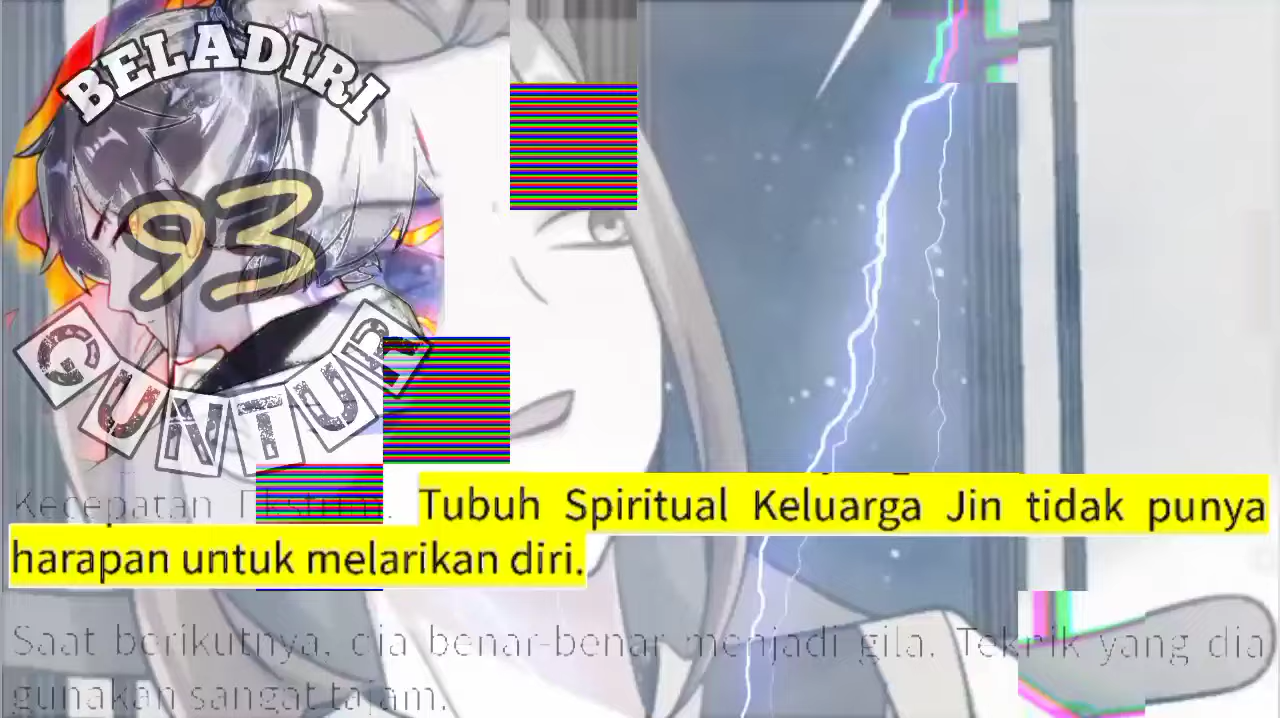 BELADIRI
93
GUNTUR
Kecepatan Ekstrim. Tubuh Spiritual Keluarga Jin tidak punya
harapan untuk melarikan diri.
Saat berikutnya, dia benar-benar menjadi gila. Teknik yang dia
gunakan sangat tajam.